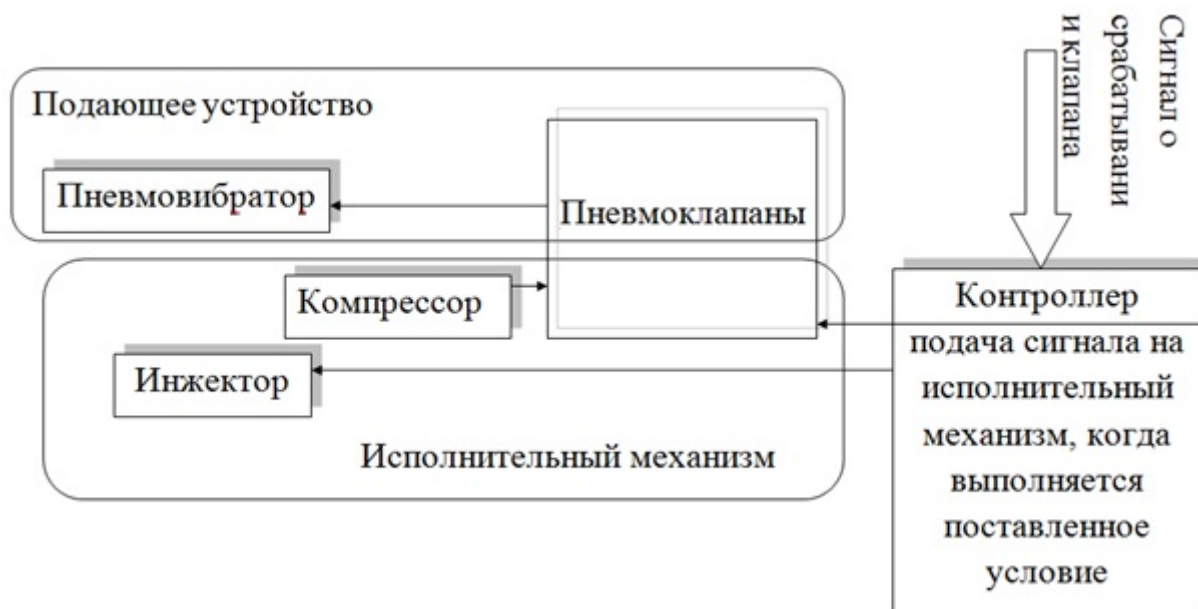 Подающее устройство
Пневмовибратор
Пневмоклапаны
Компрессор
Инжектор
Исполнительный механизм
Сигнал о
срабатывани
и клапана
Контроллер
подача сигнала на
исполнительный
механизм, когда
выполняется
поставленное
условие